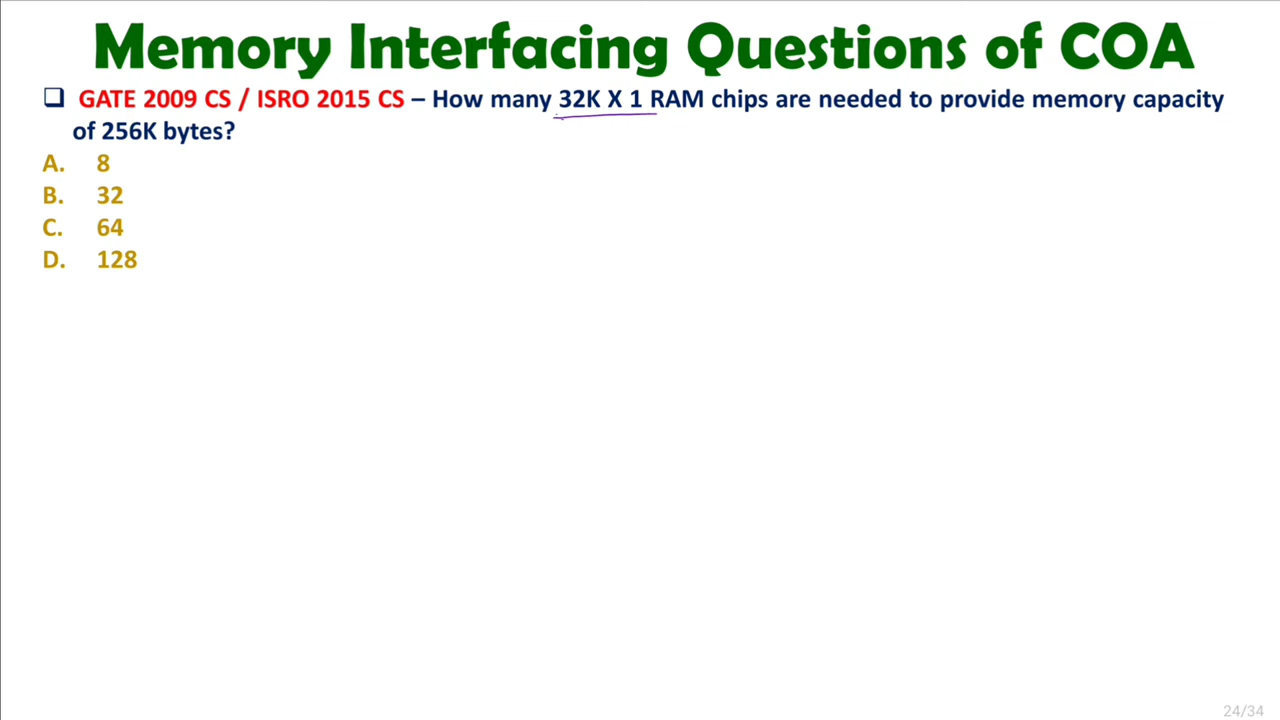 Memory Interfacing Questions of COA
❑ GATE 2009 CS / ISRO 2015 CS – How many 32K X 1 RAM chips are needed to provide memory capacity
of 256K bytes?
A. 8
B. 32
C. 64
D. 128
24/34